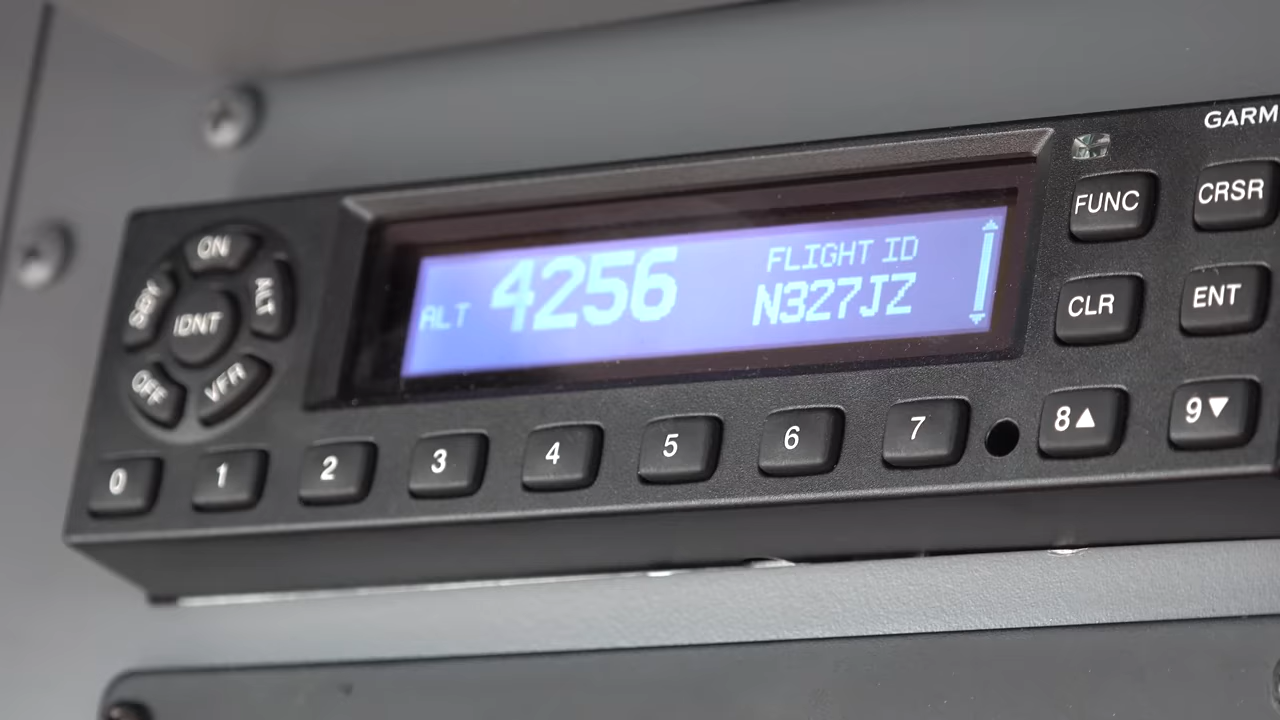 GARM
FUNC
CRSR
ON
ALT
SBY
IDNT
OFF
VFR
ALT
4256
FLIGHT ID
N327JZ
CLR
ENT
0
1
2
3
4
5
6
7
8▲
9▼